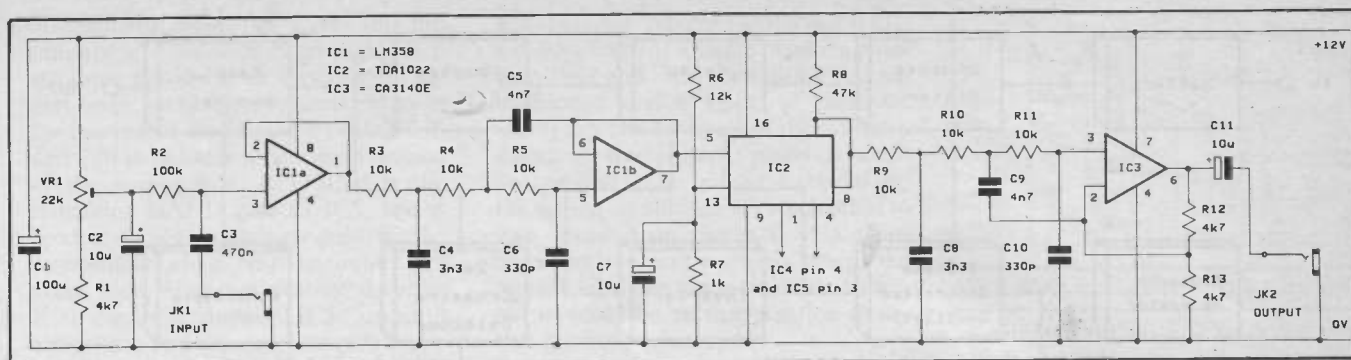 IC1 = LM358
IC2 = TDA1022
IC3 = CA3140E
+12V
VR1
22k
C1
100u
R1
4k7
C2
10u
R2
100k
C3
470n
JK1
INPUT
2
3
8
1
4
IC1a
R3
10k
C4
3n3
R4
10k
C5
4n7
R5
10k
C6
330p
6
5
7
IC1b
C7
10u
R6
12k
R7
1k
5
16
13
9
1
4
8
IC2
IC4 pin 4
and IC5 pin 3
R8
47k
R9
10k
C8
3n3
R10
10k
C9
4n7
R11
10k
C10
330p
3
2
7
4
6
IC3
C11
10u
R12
4k7
R13
4k7
JK2
OUTPUT
0V